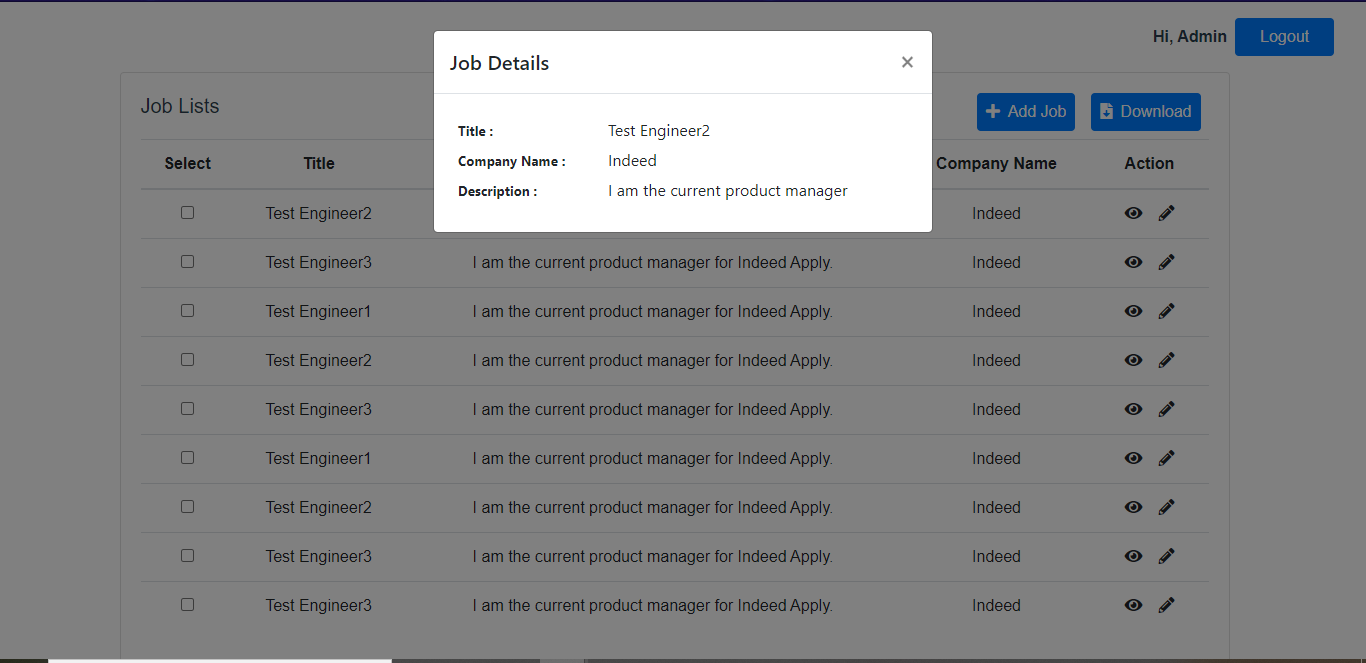 Hi, Admin Logout
Job Details ×
Job Lists + Add Job Download
Title : Test Engineer2
Company Name : Indeed
Description : I am the current product manager
Select Title Company Name Action
Test Engineer2 Indeed
Test Engineer3 I am the current product manager for Indeed Apply. Indeed
Test Engineer1 I am the current product manager for Indeed Apply. Indeed
Test Engineer2 I am the current product manager for Indeed Apply. Indeed
Test Engineer3 I am the current product manager for Indeed Apply. Indeed
Test Engineer1 I am the current product manager for Indeed Apply. Indeed
Test Engineer2 I am the current product manager for Indeed Apply. Indeed
Test Engineer3 I am the current product manager for Indeed Apply. Indeed
Test Engineer3 I am the current product manager for Indeed Apply. Indeed